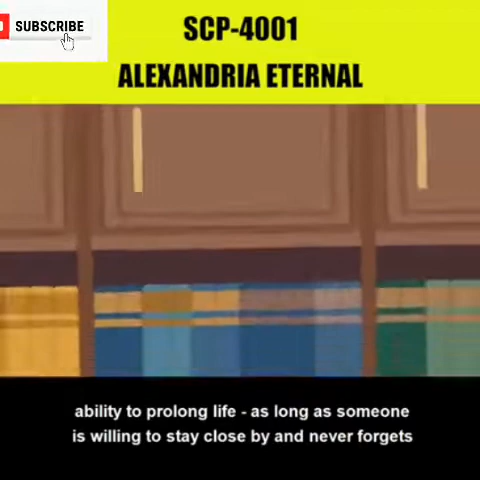 SUBSCRIBE
SCP-4001
ALEXANDRIA ETERNAL
ability to prolong life - as long as someone
is willing to stay close by and never forgets